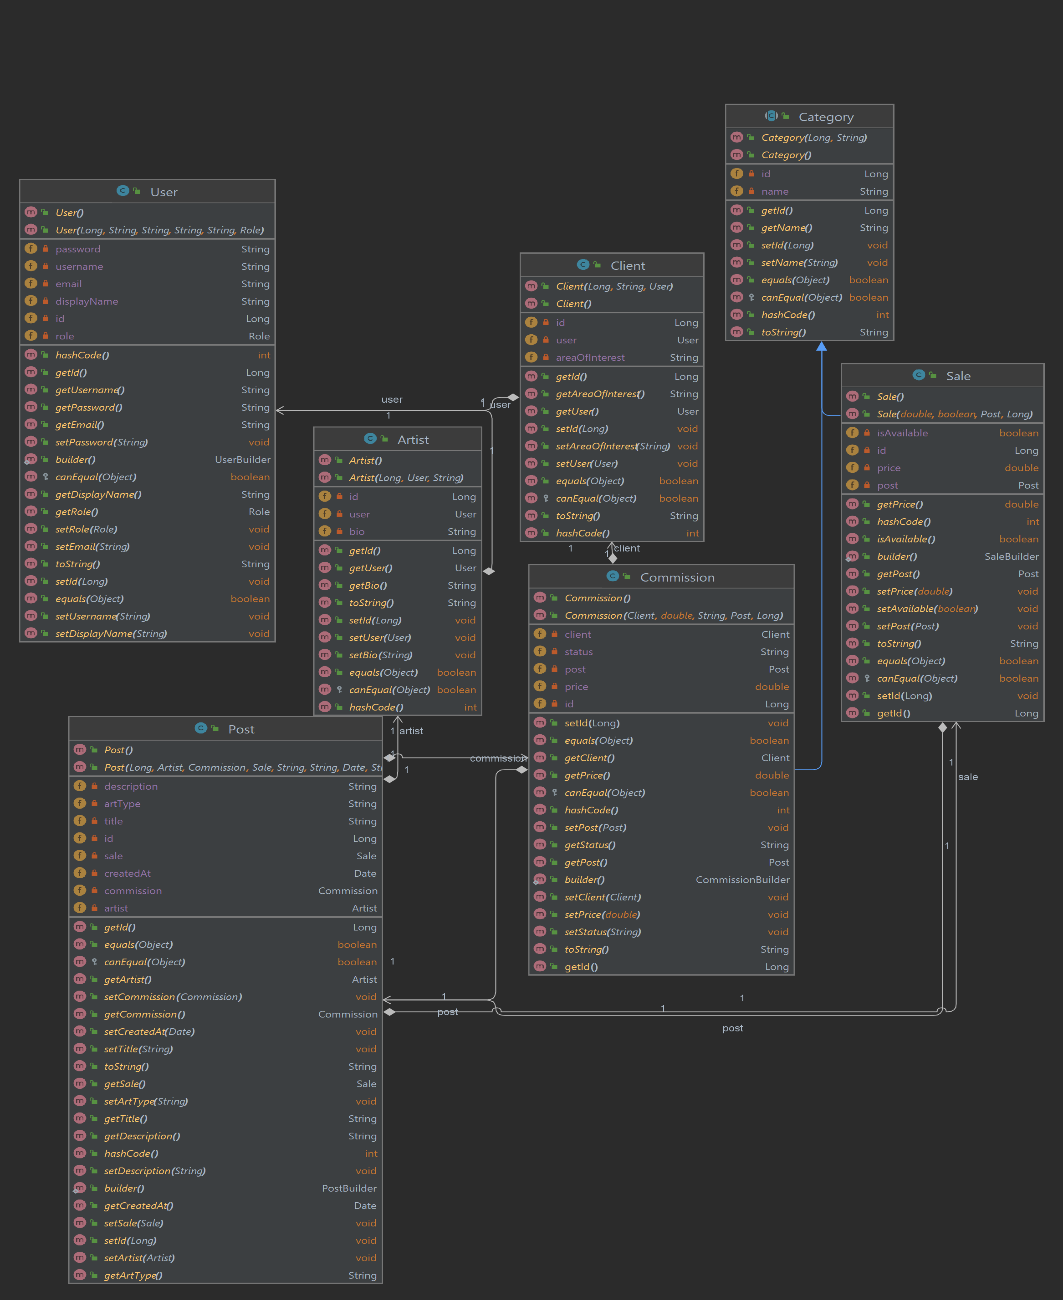 Category
Category(Long, String)
Category()
id Long
name String
getId() Long
getName() String
setId(Long) void
setName(String) void
equals(Object) boolean
canEqual(Object) boolean
hashCode() int
toString() String
User
User()
User(Long, String, String, String, String, Role)
password String
username String
email String
displayName String
id Long
role Role
hashCode() int
getId() Long
getUsername() String
getPassword() String
getEmail() String
setPassword(String) void
builder() UserBuilder
canEqual(Object) boolean
getDisplayName() String
getRole() Role
setRole(Role) void
setEmail(String) void
toString() String
setId(Long) void
equals(Object) boolean
setUsername(String) void
setDisplayName(String) void
user
1
1
user
1
Client
Client(Long, String, User)
Client()
id Long
user User
areaOfInterest String
getId() Long
getAreaOfInterest() String
getUser() User
setId(Long) void
setAreaOfInterest(String) void
setUser(User) void
equals(Object) boolean
canEqual(Object) boolean
toString() String
hashCode() int
1
1
client
Artist
Artist()
Artist(Long, User, String)
id Long
user User
bio String
getId() Long
getUser() User
getBio() String
toString() String
setId(Long) void
setUser(User) void
setBio(String) void
equals(Object) boolean
canEqual(Object) boolean
hashCode() int
1
artist
1
1
commission
Sale
Sale()
Sale(double, boolean, Post, Long)
isAvailable boolean
id Long
price double
post Post
getPrice() double
hashCode() int
isAvailable() boolean
builder() SaleBuilder
getPost() Post
setPrice(double) void
setAvailable(boolean) void
setPost(Post) void
toString() String
equals(Object) boolean
canEqual(Object) boolean
setId(Long) void
getId() Long
1
sale
1
Commission
Commission()
Commission(Client, double, String, Post, Long)
client Client
status String
post Post
price double
id Long
setId(Long) void
equals(Object) boolean
getClient() Client
getPrice() double
canEqual(Object) boolean
hashCode() int
setPost(Post) void
getStatus() String
getPost() Post
builder() CommissionBuilder
setClient(Client) void
setPrice(double) void
setStatus(String) void
toString() String
getId() Long
Post
Post()
Post(Long, Artist, Commission, Sale, String, String, Date, Str
description String
artType String
title String
id Long
sale Sale
createdAt Date
commission Commission
artist Artist
getId() Long
equals(Object) boolean
canEqual(Object) boolean
getArtist() Artist
setCommission(Commission) void
getCommission() Commission
setCreatedAt(Date) void
setTitle(String) void
toString() String
getSale() Sale
setArtType(String) void
getTitle() String
getDescription() String
hashCode() int
setDescription(String) void
builder() PostBuilder
getCreatedAt() Date
setSale(Sale) void
setId(Long) void
setArtist(Artist) void
getArtType() String
1
1
post
1
1
post